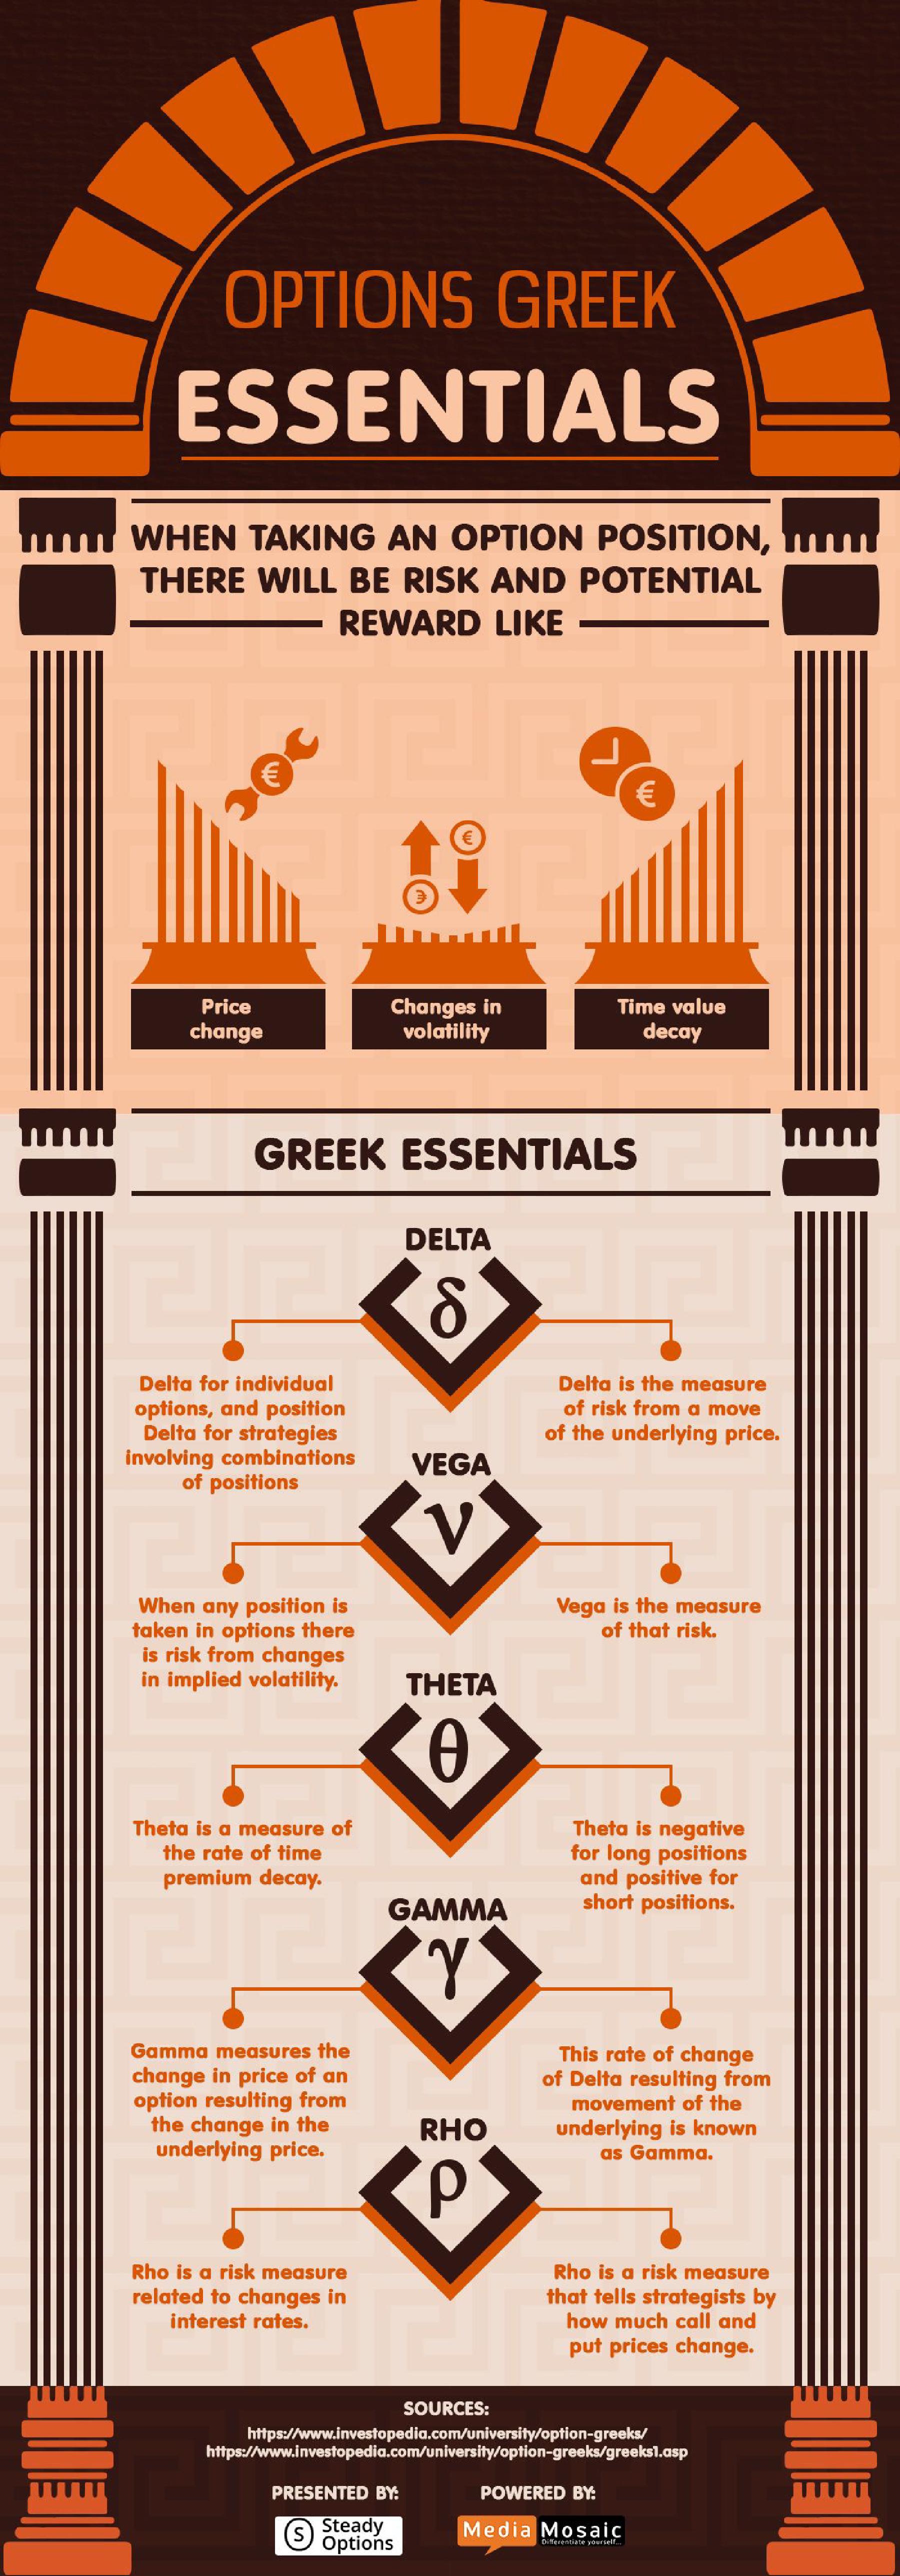 OPTIONS GREEK
ESSENTIALS
WHEN TAKING AN OPTION POSITION,
THERE WILL BE RISK AND POTENTIAL
REWARD LIKE
€
€
€
€
Price
change
Changes in
volatility
Time value
decay
GREEK ESSENTIALS
DELTA
δ
Delta for individual
options, and position
Delta for strategies
involving combinations
of positions
Delta is the measure
of risk from a move
of the underlying price.
VEGA
ν
When any position is
taken in options there
is risk from changes
in implied volatility.
Vega is the measure
of that risk.
THETA
θ
Theta is a measure of
the rate of time
premium decay.
Theta is negative
for long positions
and positive for
short positions.
GAMMA
γ
Gamma measures the
change in price of an
option resulting from
the change in the
underlying price.
This rate of change
of Delta resulting from
movement of the
underlying is known
as Gamma.
RHO
ρ
Rho is a risk measure
related to changes in
interest rates.
Rho is a risk measure
that tells strategists by
how much call and
put prices change.
SOURCES:
https://www.investopedia.com/university/option-greeks/
https://www.investopedia.com/university/option-greeks/greeks1.asp
PRESENTED BY:
S Steady
Options
POWERED BY:
Media Mosaic
Differentiate yourself...